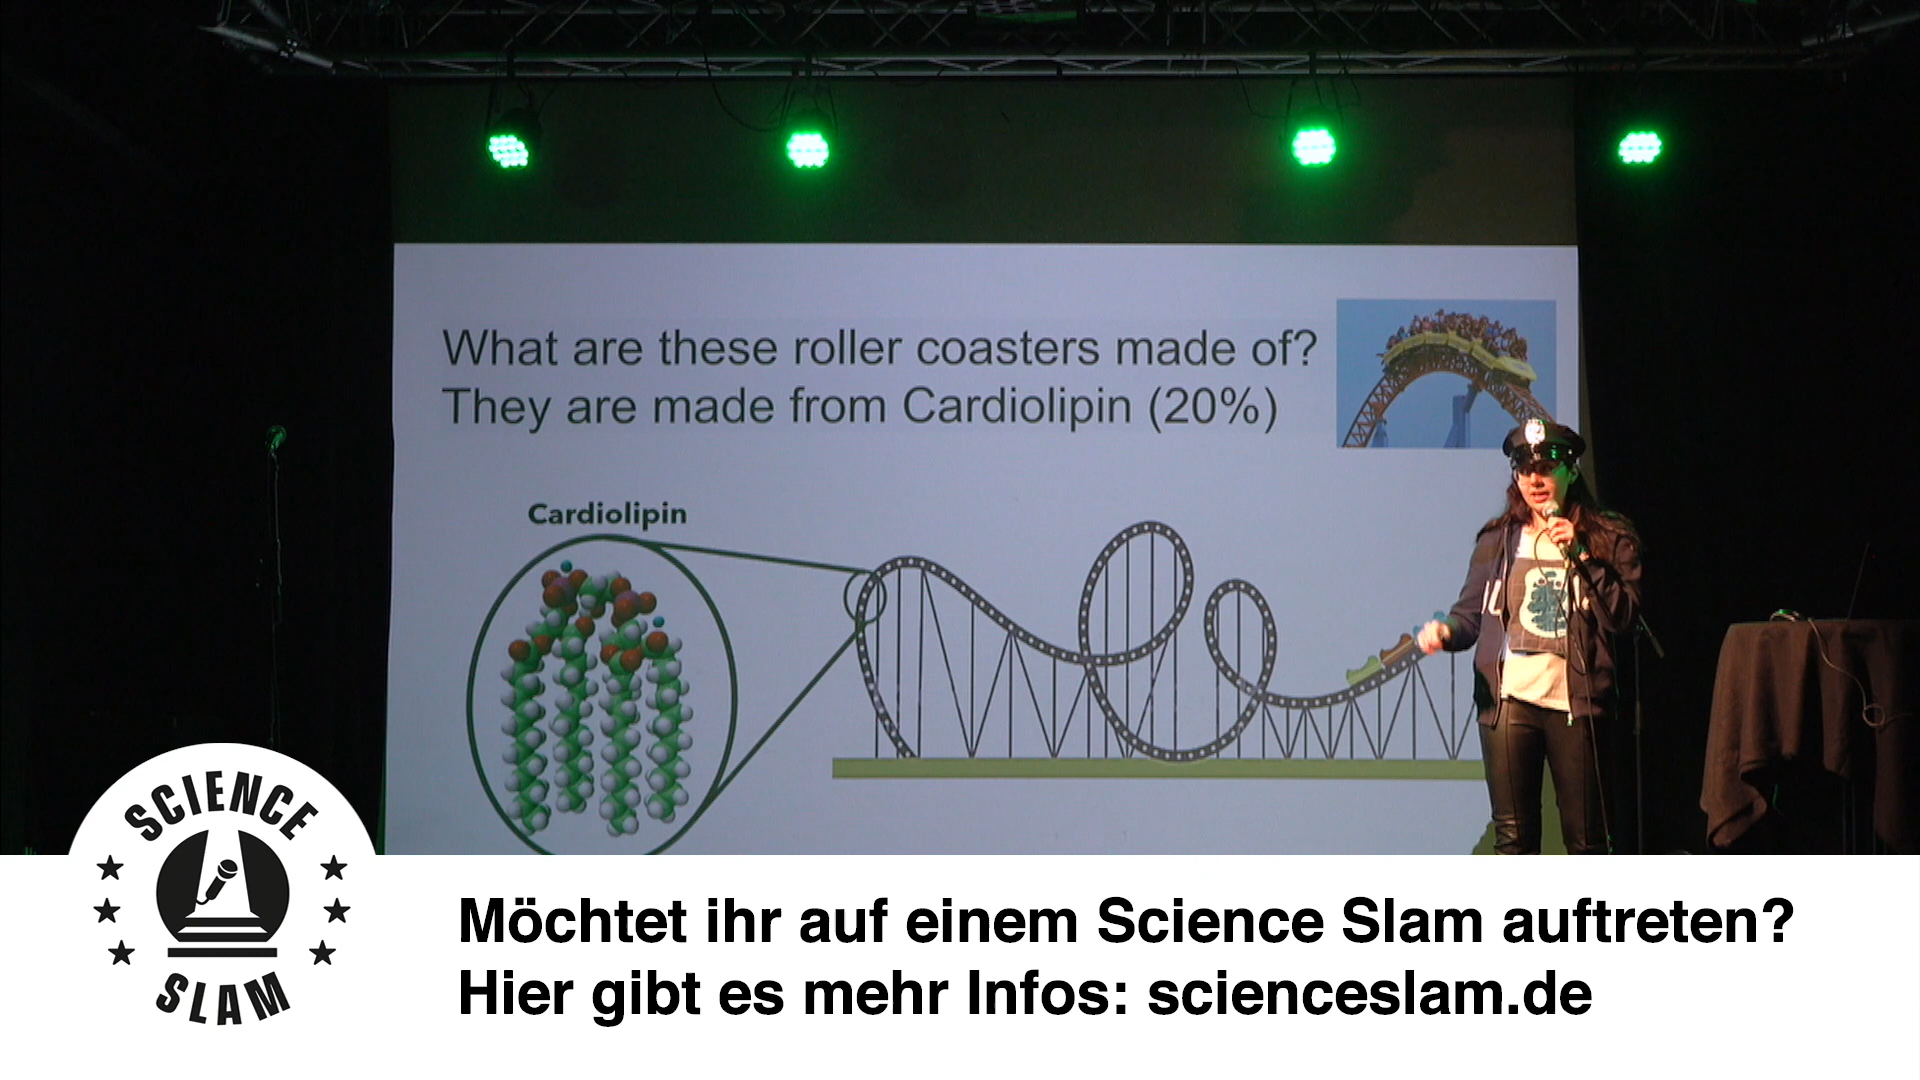 What are these roller coasters made of?
They are made from Cardiolipin (20%)
Cardiolipin
SCIENCE
SLAM
Möchtet ihr auf einem Science Slam auftreten?
Hier gibt es mehr Infos: scienceslam.de